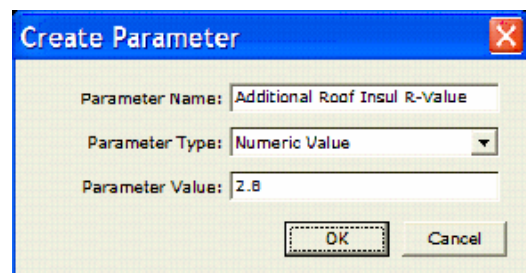 Create Parameter
Parameter Name: Additional Roof Insul R-Value
Parameter Type: Numeric Value
Parameter Value: 2.8
OK Cancel